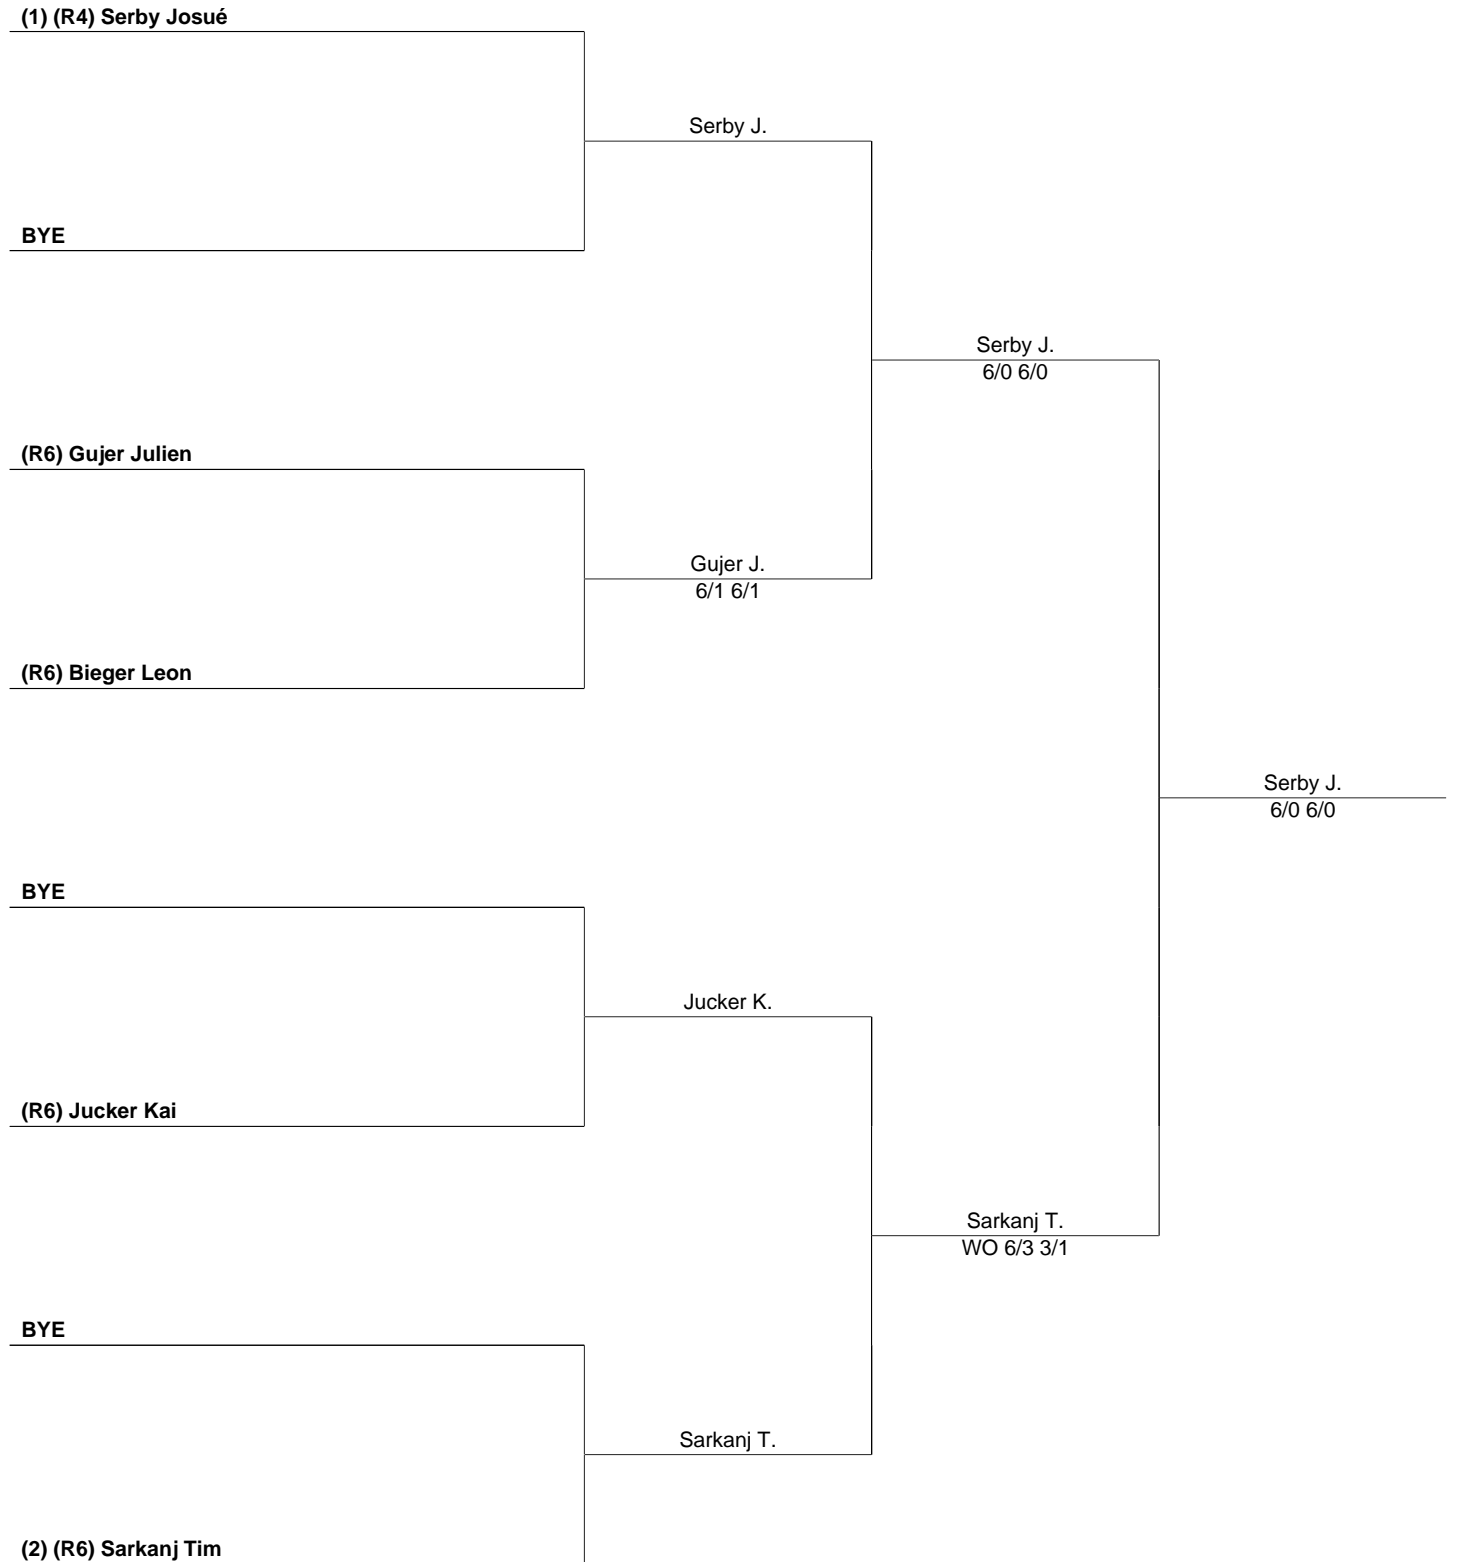 (1) (R4) Serby Josué
Serby J.
BYE
Serby J.
6/0 6/0
(R6) Gujer Julien
Gujer J.
6/1 6/1
(R6) Bieger Leon
Serby J.
6/0 6/0
BYE
Jucker K.
(R6) Jucker Kai
Sarkanj T.
WO 6/3 3/1
BYE
Sarkanj T.
(2) (R6) Sarkanj Tim